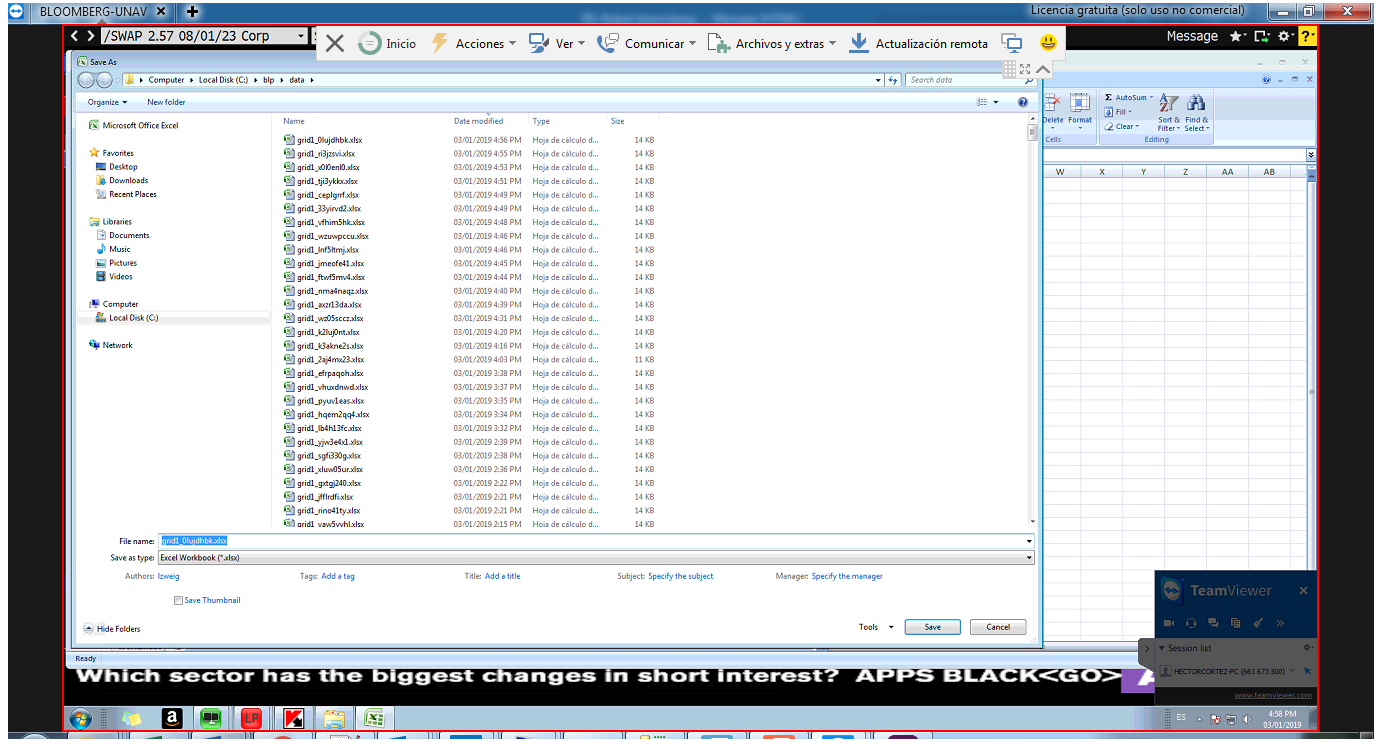 BLOOMBERG-UNAV
Licencia gratuita (solo uso no comercial)
/SWAP 2.57 08/01/23 Corp
Inicio
Acciones
Ver
Comunicar
Archivos y extras
Actualización remota
Message
Save As
Computer
Local Disk (C:)
blp
data
Search data
Organize
New folder
Microsoft Office Excel
Favorites
Desktop
Downloads
Recent Places
Libraries
Documents
Music
Pictures
Videos
Computer
Local Disk (C:)
Network
Name Date modified Type Size
grid1_0lujdhbk.xlsx 03/01/2019 4:56 PM Hoja de cálculo d... 14 KB
grid1_ri3jzsvi.xlsx 03/01/2019 4:55 PM Hoja de cálculo d... 14 KB
grid1_x0l0enl0.xlsx 03/01/2019 4:53 PM Hoja de cálculo d... 14 KB
grid1_tji3ykkx.xlsx 03/01/2019 4:51 PM Hoja de cálculo d... 14 KB
grid1_ceplgrrf.xlsx 03/01/2019 4:49 PM Hoja de cálculo d... 14 KB
grid1_33yirvd2.xlsx 03/01/2019 4:49 PM Hoja de cálculo d... 14 KB
grid1_vfhim5hk.xlsx 03/01/2019 4:48 PM Hoja de cálculo d... 14 KB
grid1_wzuwpccu.xlsx 03/01/2019 4:46 PM Hoja de cálculo d... 14 KB
grid1_lnf5ltmj.xlsx 03/01/2019 4:46 PM Hoja de cálculo d... 14 KB
grid1_jmeofe41.xlsx 03/01/2019 4:45 PM Hoja de cálculo d... 14 KB
grid1_ftwf5mv4.xlsx 03/01/2019 4:44 PM Hoja de cálculo d... 14 KB
grid1_nma4naqz.xlsx 03/01/2019 4:40 PM Hoja de cálculo d... 14 KB
grid1_axzr13da.xlsx 03/01/2019 4:39 PM Hoja de cálculo d... 14 KB
grid1_wz05sccz.xlsx 03/01/2019 4:31 PM Hoja de cálculo d... 14 KB
grid1_k2luj0nt.xlsx 03/01/2019 4:20 PM Hoja de cálculo d... 14 KB
grid1_k3akne2s.xlsx 03/01/2019 4:16 PM Hoja de cálculo d... 14 KB
grid1_2aj4mx23.xlsx 03/01/2019 4:03 PM Hoja de cálculo d... 11 KB
grid1_efrpaqoh.xlsx 03/01/2019 3:38 PM Hoja de cálculo d... 14 KB
grid1_vhuxdnwd.xlsx 03/01/2019 3:37 PM Hoja de cálculo d... 14 KB
grid1_pyuv1eas.xlsx 03/01/2019 3:35 PM Hoja de cálculo d... 14 KB
grid1_hqem2qq4.xlsx 03/01/2019 3:34 PM Hoja de cálculo d... 14 KB
grid1_lb4h13fc.xlsx 03/01/2019 3:32 PM Hoja de cálculo d... 14 KB
grid1_yjw3e4x1.xlsx 03/01/2019 2:39 PM Hoja de cálculo d... 14 KB
grid1_sgfi330g.xlsx 03/01/2019 2:38 PM Hoja de cálculo d... 14 KB
grid1_xluw05ur.xlsx 03/01/2019 2:36 PM Hoja de cálculo d... 14 KB
grid1_gxtgj240.xlsx 03/01/2019 2:22 PM Hoja de cálculo d... 14 KB
grid1_jfflrdfi.xlsx 03/01/2019 2:21 PM Hoja de cálculo d... 14 KB
grid1_rino41ty.xlsx 03/01/2019 2:21 PM Hoja de cálculo d... 14 KB
grid1_vaw5vvhl.xlsx 03/01/2019 2:15 PM Hoja de cálculo d... 14 KB
File name: grid1_0lujdhbk.xlsx
Save as type: Excel Workbook (*.xlsx)
Authors: lzweig Tags: Add a tag Title: Add a title Subject: Specify the subject Manager: Specify the manager
Save Thumbnail
Hide Folders
Tools Save Cancel
Delete Format
Cells
Σ AutoSum
Fill
Clear
Sort & Filter
Find & Select
Editing
W X Y Z AA AB
Ready
TeamViewer
Session list
HECTORCORTEZ-PC (661 673 500)
www.teamviewer.com
Which sector has the biggest changes in short interest? APPS BLACK<GO>
ES
4:58 PM
03/01/2019